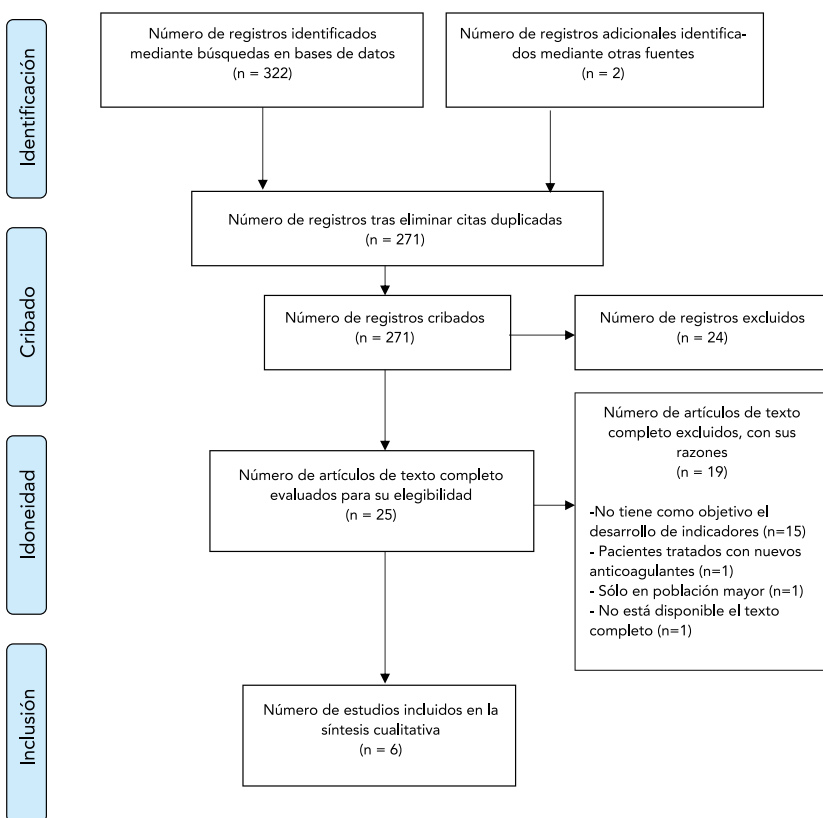 Identificación
Número de registros identificados
mediante búsquedas en bases de datos
(n = 322)
Número de registros adicionales identifica-
dos mediante otras fuentes
(n = 2)
Número de registros tras eliminar citas duplicadas
(n = 271)
Cribado
Número de registros cribados
(n = 271)
Número de registros excluidos
(n = 24)
Idoneidad
Número de artículos de texto completo
evaluados para su elegibilidad
(n = 25)
Número de artículos de texto
completo excluidos, con sus
razones
(n = 19)
-No tiene como objetivo el
desarrollo de indicadores (n=15)
- Pacientes tratados con nuevos
anticoagulantes (n=1)
- Sólo en población mayor (n=1)
- No está disponible el texto
completo (n=1)
Inclusión
Número de estudios incluidos en la
síntesis cualitativa
(n = 6)